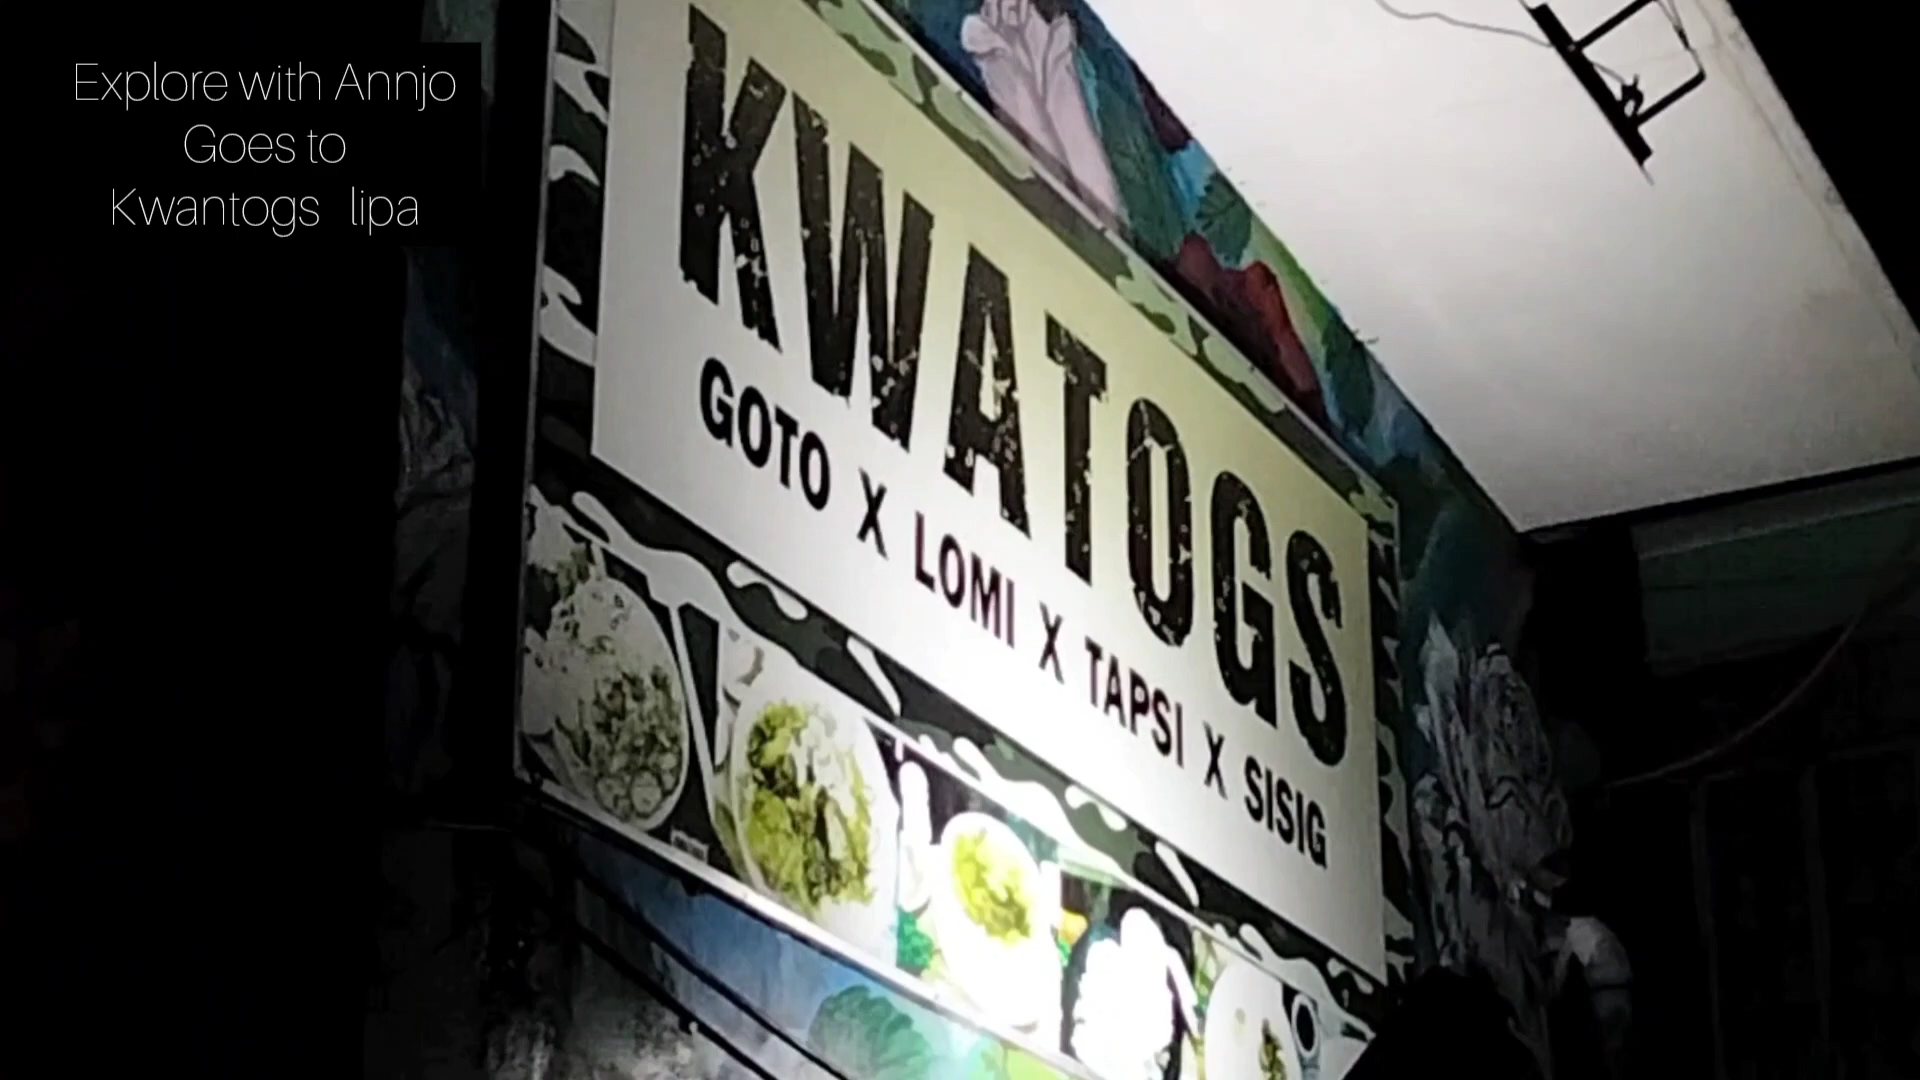 Explore with Annjo
Goes to
Kwantogs lipa
KWATOGS
GOTO X LOMI X TAPSI X SISIG